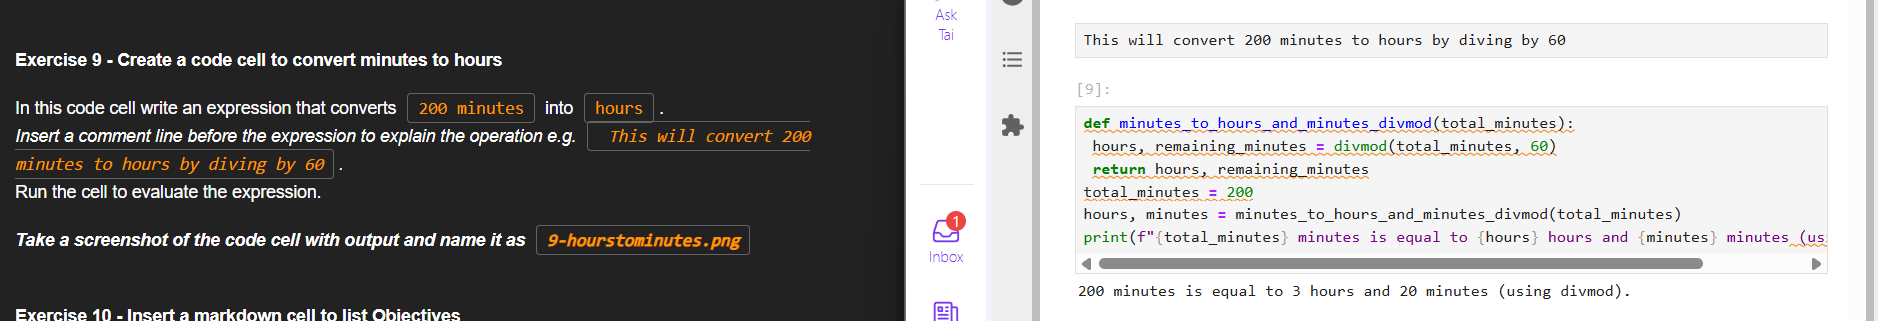 Exercise 9 - Create a code cell to convert minutes to hours
In this code cell write an expression that converts 200 minutes into hours .
Insert a comment line before the expression to explain the operation e.g. This will convert 200
minutes to hours by diving by 60 .
Run the cell to evaluate the expression.
Take a screenshot of the code cell with output and name it as 9-hourstominutes.png
Exercise 10 - Insert a markdown cell to list Objectives
Ask
Tai
1
Inbox
This will convert 200 minutes to hours by diving by 60
[9]:
def minutes_to_hours_and_minutes_divmod(total_minutes):
 hours, remaining_minutes = divmod(total_minutes, 60)
 return hours, remaining_minutes
total_minutes = 200
hours, minutes = minutes_to_hours_and_minutes_divmod(total_minutes)
print(f"{total_minutes} minutes is equal to {hours} hours and {minutes} minutes (us
200 minutes is equal to 3 hours and 20 minutes (using divmod).